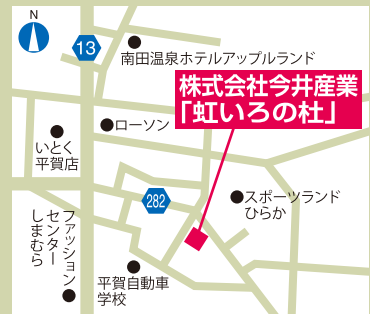 N
13
南田温泉ホテルアップルランド
株式会社今井産業
「虹いろの杜」
ローソン
いとく
平賀店
282
スポーツランド
ひらか
ファッション
センター
しまむら
平賀自動車
学校